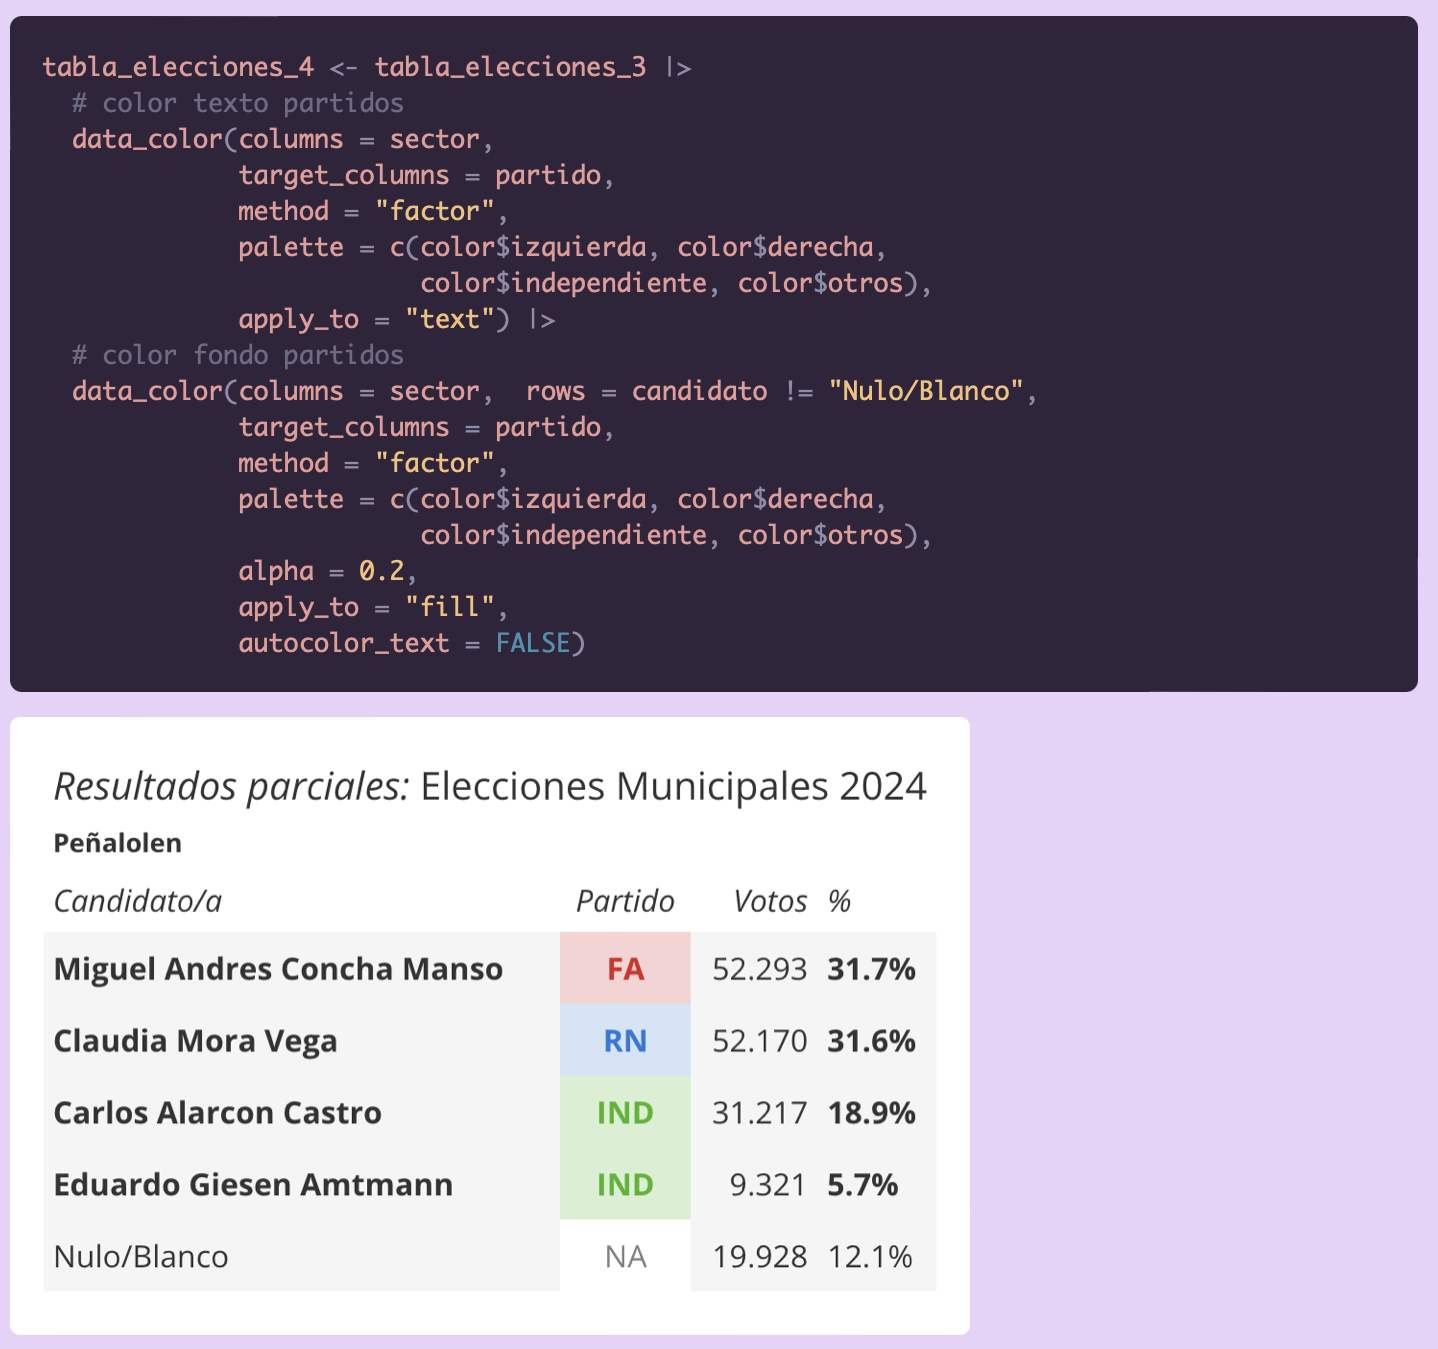 tabla_elecciones_4 <- tabla_elecciones_3 |>
  # color texto partidos
  data_color(columns = sector,
             target_columns = partido,
             method = "factor",
             palette = c(color$izquierda, color$derecha,
                         color$independiente, color$otros),
             apply_to = "text") |>
  # color fondo partidos
  data_color(columns = sector,  rows = candidato != "Nulo/Blanco",
             target_columns = partido,
             method = "factor",
             palette = c(color$izquierda, color$derecha,
                         color$independiente, color$otros),
             alpha = 0.2,
             apply_to = "fill",
             autocolor_text = FALSE)
Resultados parciales: Elecciones Municipales 2024
Peñalolen
Candidato/a Partido Votos %
Miguel Andres Concha Manso FA 52.293 31.7%
Claudia Mora Vega RN 52.170 31.6%
Carlos Alarcon Castro IND 31.217 18.9%
Eduardo Giesen Amtmann IND 9.321 5.7%
Nulo/Blanco NA 19.928 12.1%